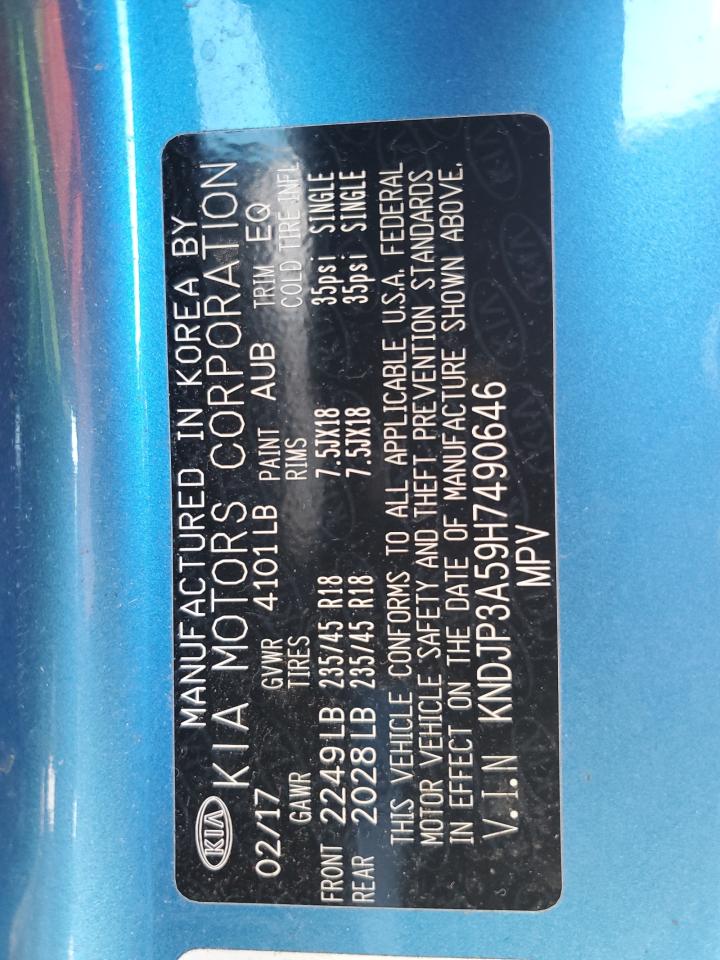 MANUFACTURED IN KOREA BY
KIA KIA MOTORS CORPORATION
02/17 GVWR 4101LB PAINT AUB TRIM EQ
GAWR TIRES RIMS COLD TIRE INFL
FRONT 2249LB 235/45 R18 7.5JX18 35psi SINGLE
REAR 2028LB 235/45 R18 7.5JX18 35psi SINGLE
THIS VEHICLE CONFORMS TO ALL APPLICABLE U.S.A. FEDERAL
MOTOR VEHICLE SAFETY AND THEFT PREVENTION STANDARDS
IN EFFECT ON THE DATE OF MANUFACTURE SHOWN ABOVE.
V.I.N KNDJP3A59H7490646
MPV